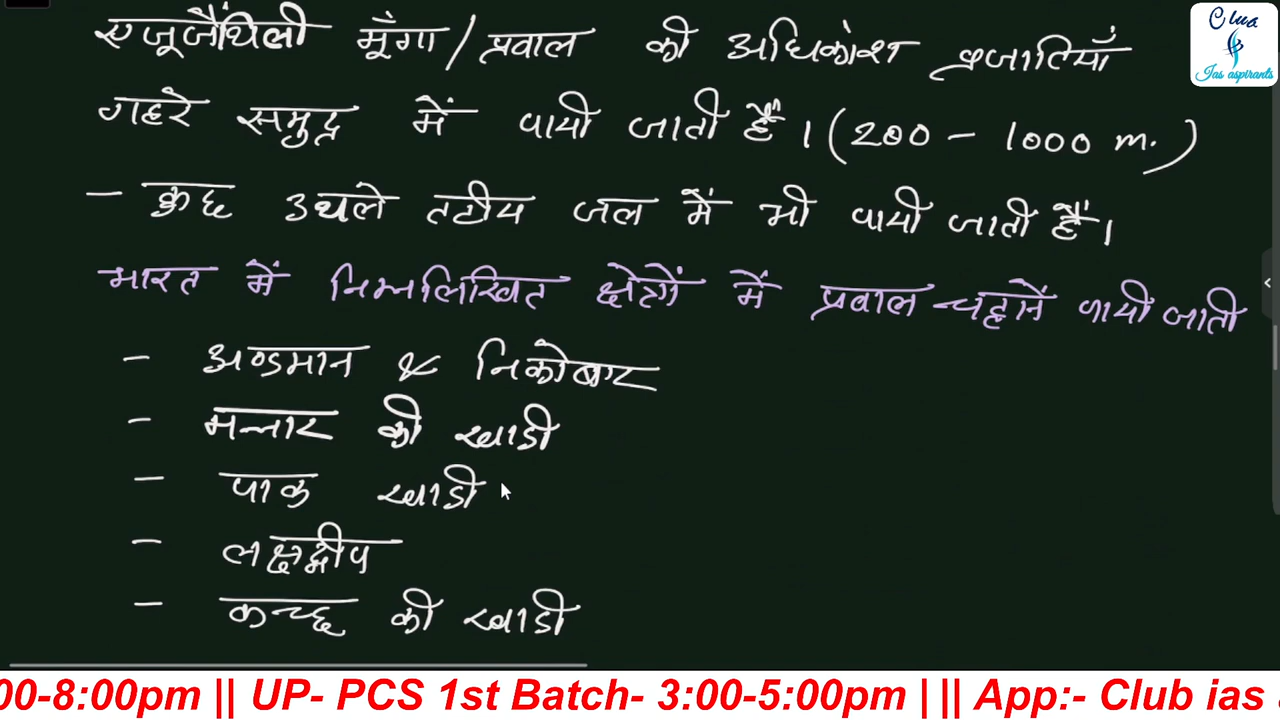 एजूजैंथिली मूँगा/प्रवाल की अधिकांश प्रजातियाँ
Club
Ias aspirants
गहरे समुद्र में पायी जाती हैं। (200 - 1000 m.)
- कुछ उथले तटीय जल में भी पायी जाती हैं।
भारत में निम्नलिखित क्षेत्रों में प्रवाल चट्टानें पायी जाती
- अण्डमान & निकोबार
- मन्नार की खाडी
- पाक खाडी
- लक्षद्वीप
- कच्छ की खाडी
00-8:00pm || UP- PCS 1st Batch- 3:00-5:00pm | || App:- Club ias